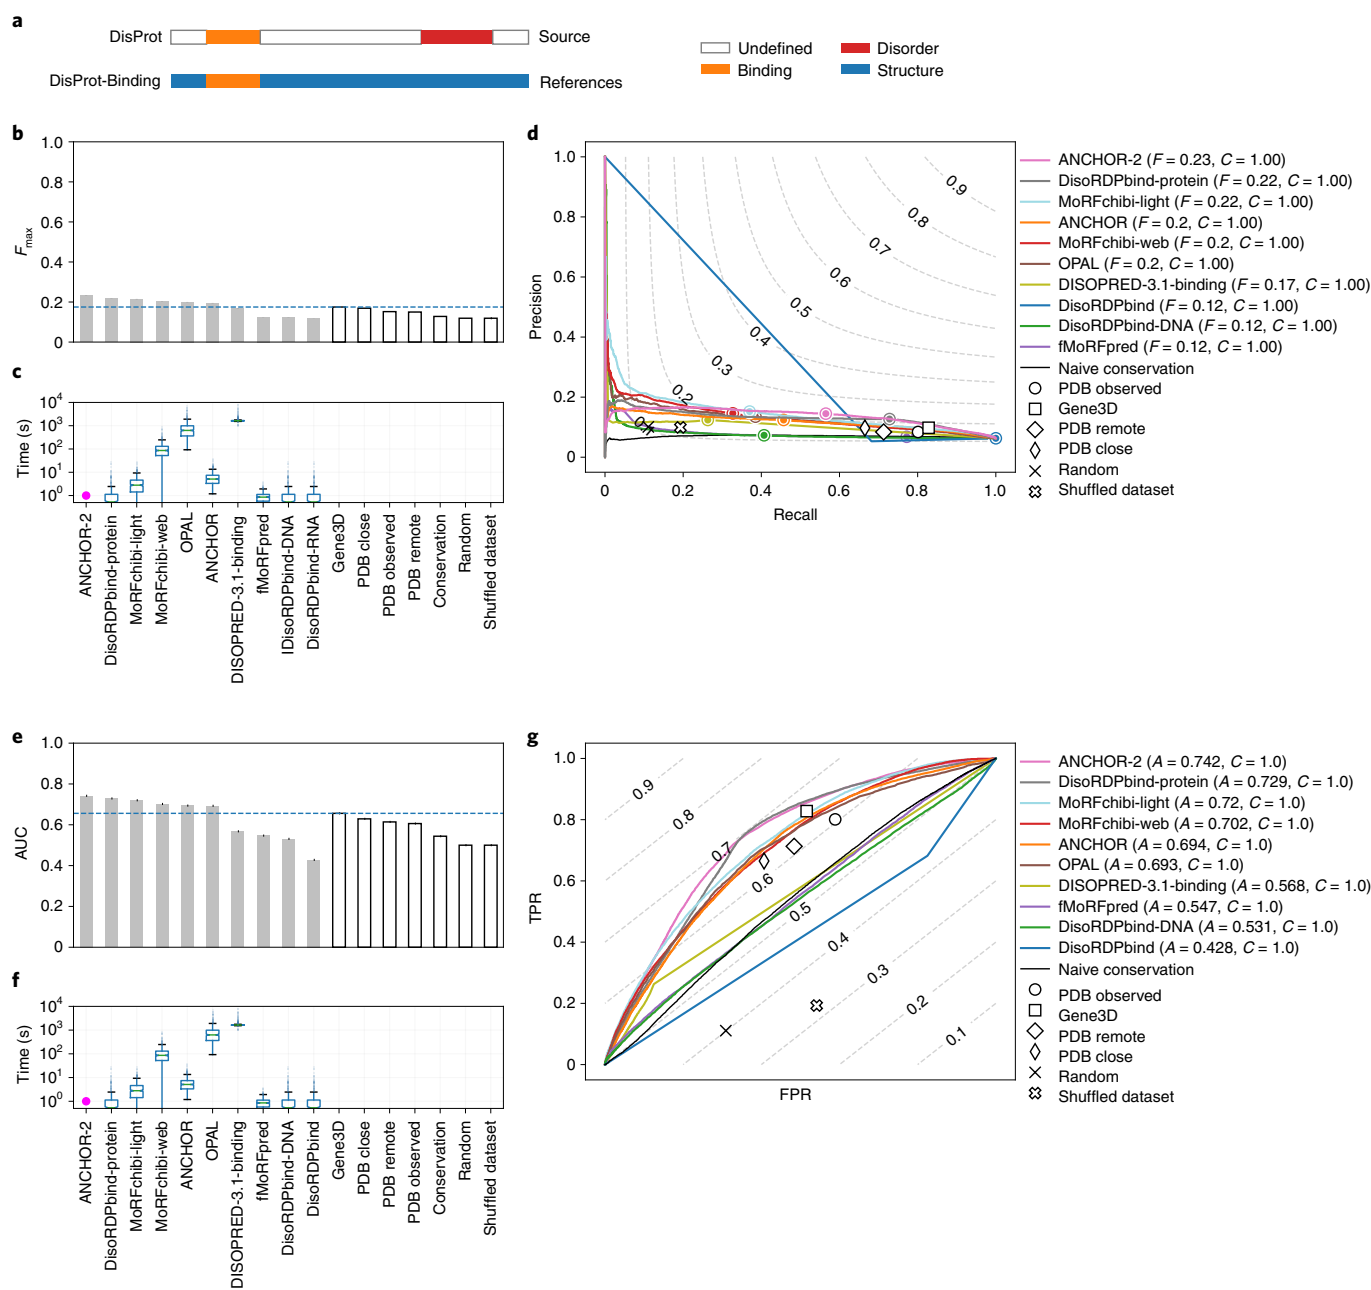 a
DisProt
Source
DisProt-Binding
References
Undefined
Disorder
Binding
Structure
b
1.0
0.8
0.6
0.4
0.2
0
Fmax
c
10^4
10^3
10^2
10^1
10^0
Time (s)
ANCHOR-2
DisoRDPbind-protein
MoRFchibi-light
MoRFchibi-web
OPAL
ANCHOR
DISOPRED-3.1-binding
fMoRFpred
IDisoRDPbind-DNA
DisoRDPbind-RNA
Gene3D
PDB close
PDB observed
PDB remote
Conservation
Random
Shuffled dataset
d
1.0
0.8
0.6
0.4
0.2
0
Precision
0.9
0.8
0.7
0.6
0.5
0.4
0.3
0.2
0
0.2
0.4
0.6
0.8
1.0
Recall
ANCHOR-2 (F = 0.23, C = 1.00)
DisoRDPbind-protein (F = 0.22, C = 1.00)
MoRFchibi-light (F = 0.22, C = 1.00)
ANCHOR (F = 0.2, C = 1.00)
MoRFchibi-web (F = 0.2, C = 1.00)
OPAL (F = 0.2, C = 1.00)
DISOPRED-3.1-binding (F = 0.17, C = 1.00)
DisoRDPbind (F = 0.12, C = 1.00)
DisoRDPbind-DNA (F = 0.12, C = 1.00)
fMoRFpred (F = 0.12, C = 1.00)
Naive conservation
PDB observed
Gene3D
PDB remote
PDB close
Random
Shuffled dataset
e
1.0
0.8
0.6
0.4
0.2
0
AUC
f
10^4
10^3
10^2
10^1
10^0
Time (s)
ANCHOR-2
DisoRDPbind-protein
MoRFchibi-light
MoRFchibi-web
ANCHOR
OPAL
DISOPRED-3.1-binding
fMoRFpred
DisoRDPbind-DNA
DisoRDPbind
Gene3D
PDB close
PDB remote
PDB observed
Conservation
Random
Shuffled dataset
g
1.0
0.8
0.6
0.4
0.2
0
TPR
0.9
0.8
0.7
0.6
0.5
0.4
0.3
0.2
0.1
FPR
ANCHOR-2 (A = 0.742, C = 1.0)
DisoRDPbind-protein (A = 0.729, C = 1.0)
MoRFchibi-light (A = 0.72, C = 1.0)
MoRFchibi-web (A = 0.702, C = 1.0)
ANCHOR (A = 0.694, C = 1.0)
OPAL (A = 0.693, C = 1.0)
DISOPRED-3.1-binding (A = 0.568, C = 1.0)
fMoRFpred (A = 0.547, C = 1.0)
DisoRDPbind-DNA (A = 0.531, C = 1.0)
DisoRDPbind (A = 0.428, C = 1.0)
Naive conservation
PDB observed
Gene3D
PDB remote
PDB close
Random
Shuffled dataset